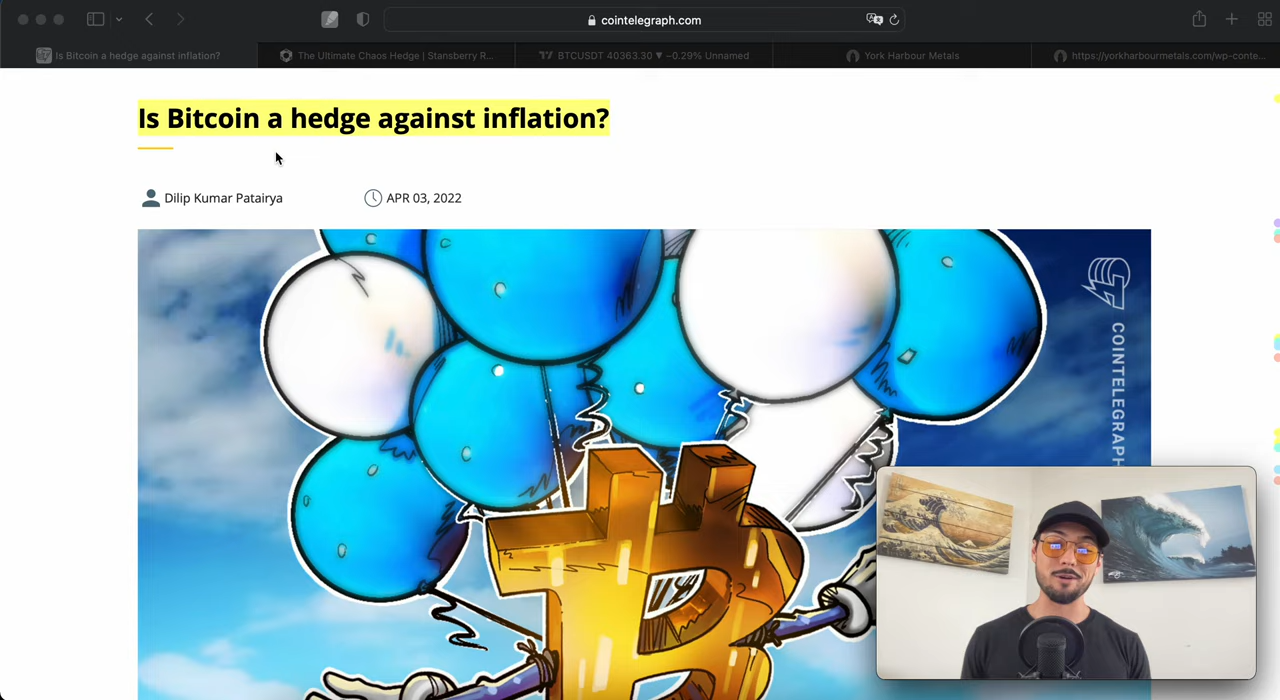 cointelegraph.com
Is Bitcoin a hedge against inflation?
The Ultimate Chaos Hedge | Stansberry R...
BTCUSDT 40363.30 ▼ −0.29% Unnamed
York Harbour Metals
https://yorkharbourmetals.com/wp-conte...
Is Bitcoin a hedge against inflation?
Dilip Kumar Patairya
APR 03, 2022
COINTELEGRAPH